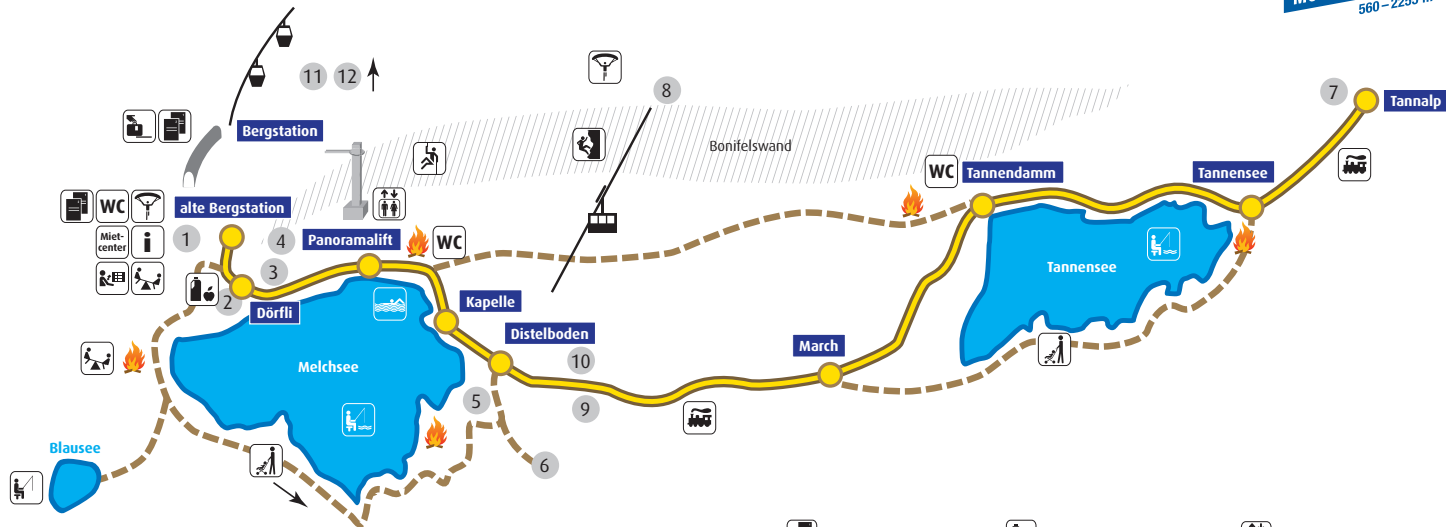 560–2255 m
11 12
8
7
Tannalp
Bergstation
Bonifelswand
WC
Tannendamm
Tannensee
WC
alte Bergstation
Miet-
center
i
1
4
Panoramalift
WC
3
2
Dörfli
Kapelle
Distelboden
10
March
Tannensee
Melchsee
5
9
6
Blausee